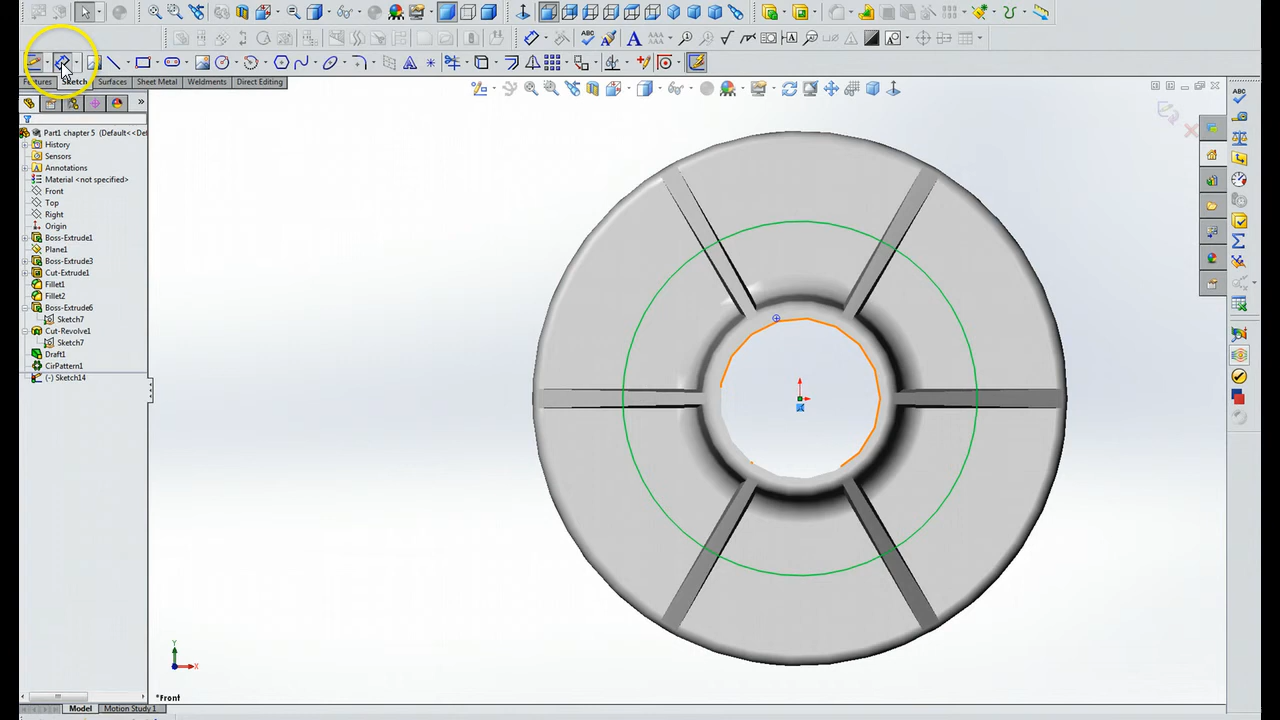 Features
Sketch
Surfaces
Sheet Metal
Weldments
Direct Editing
Part1 chapter 5 (Default<<Def
History
Sensors
Annotations
Material <not specified>
Front
Top
Right
Origin
Boss-Extrude1
Plane1
Boss-Extrude3
Cut-Extrude1
Fillet1
Fillet2
Boss-Extrude6
Sketch7
Cut-Revolve1
Sketch7
Draft1
CirPattern1
(-) Sketch14
Y
X
*Front
Model
Motion Study 1